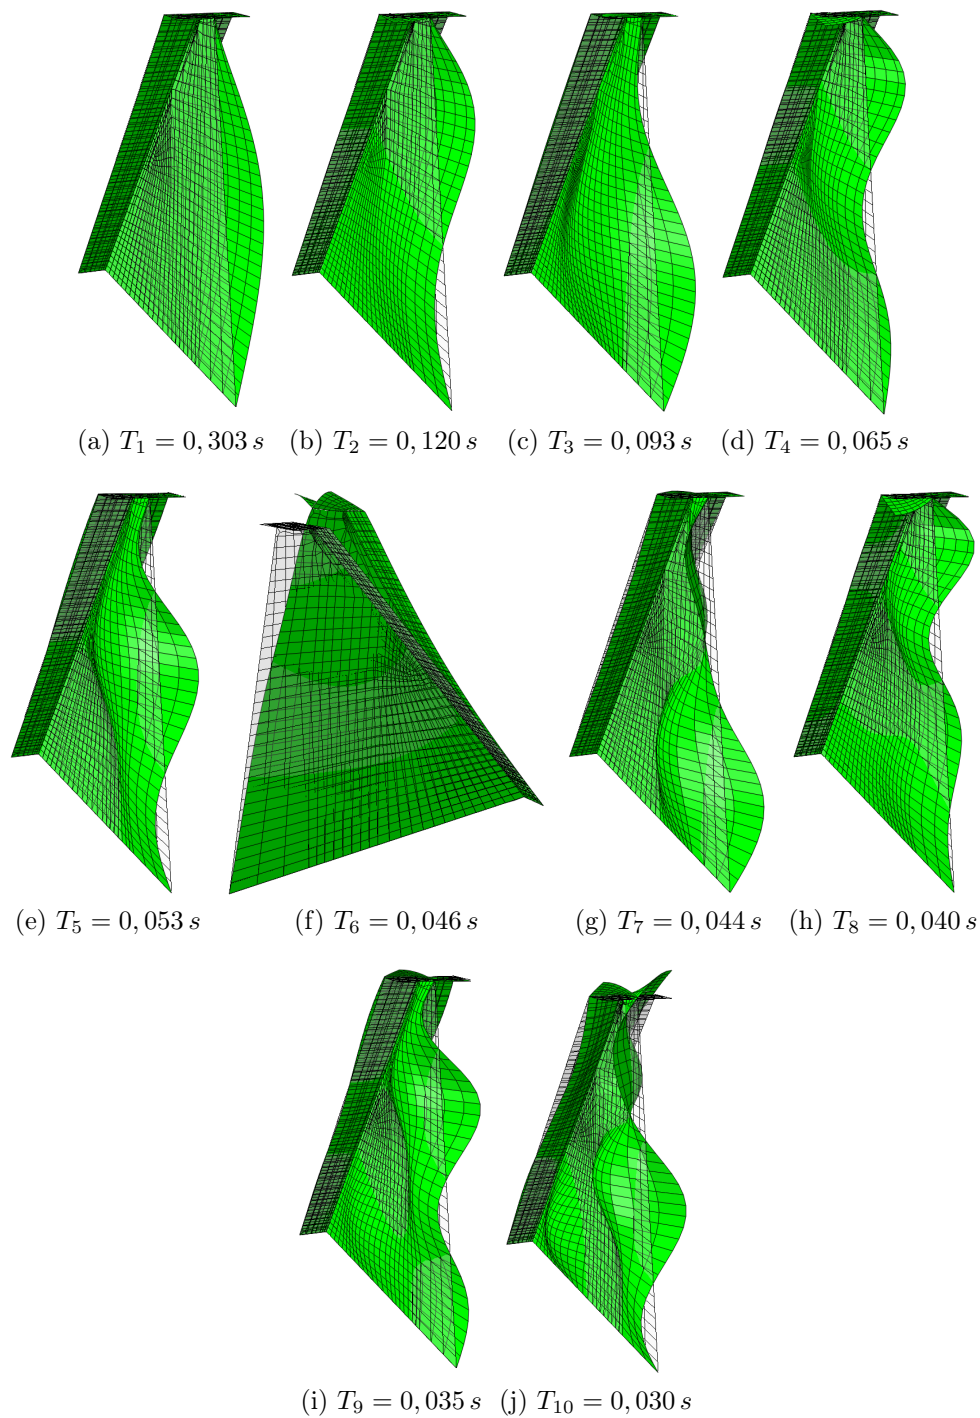 (a) T₁ = 0, 303 s (b) T₂ = 0, 120 s (c) T₃ = 0, 093 s (d) T₄ = 0, 065 s
(e) T₅ = 0, 053 s (f) T₆ = 0, 046 s (g) T₇ = 0, 044 s (h) T₈ = 0, 040 s
(i) T₉ = 0, 035 s (j) T₁₀ = 0, 030 s